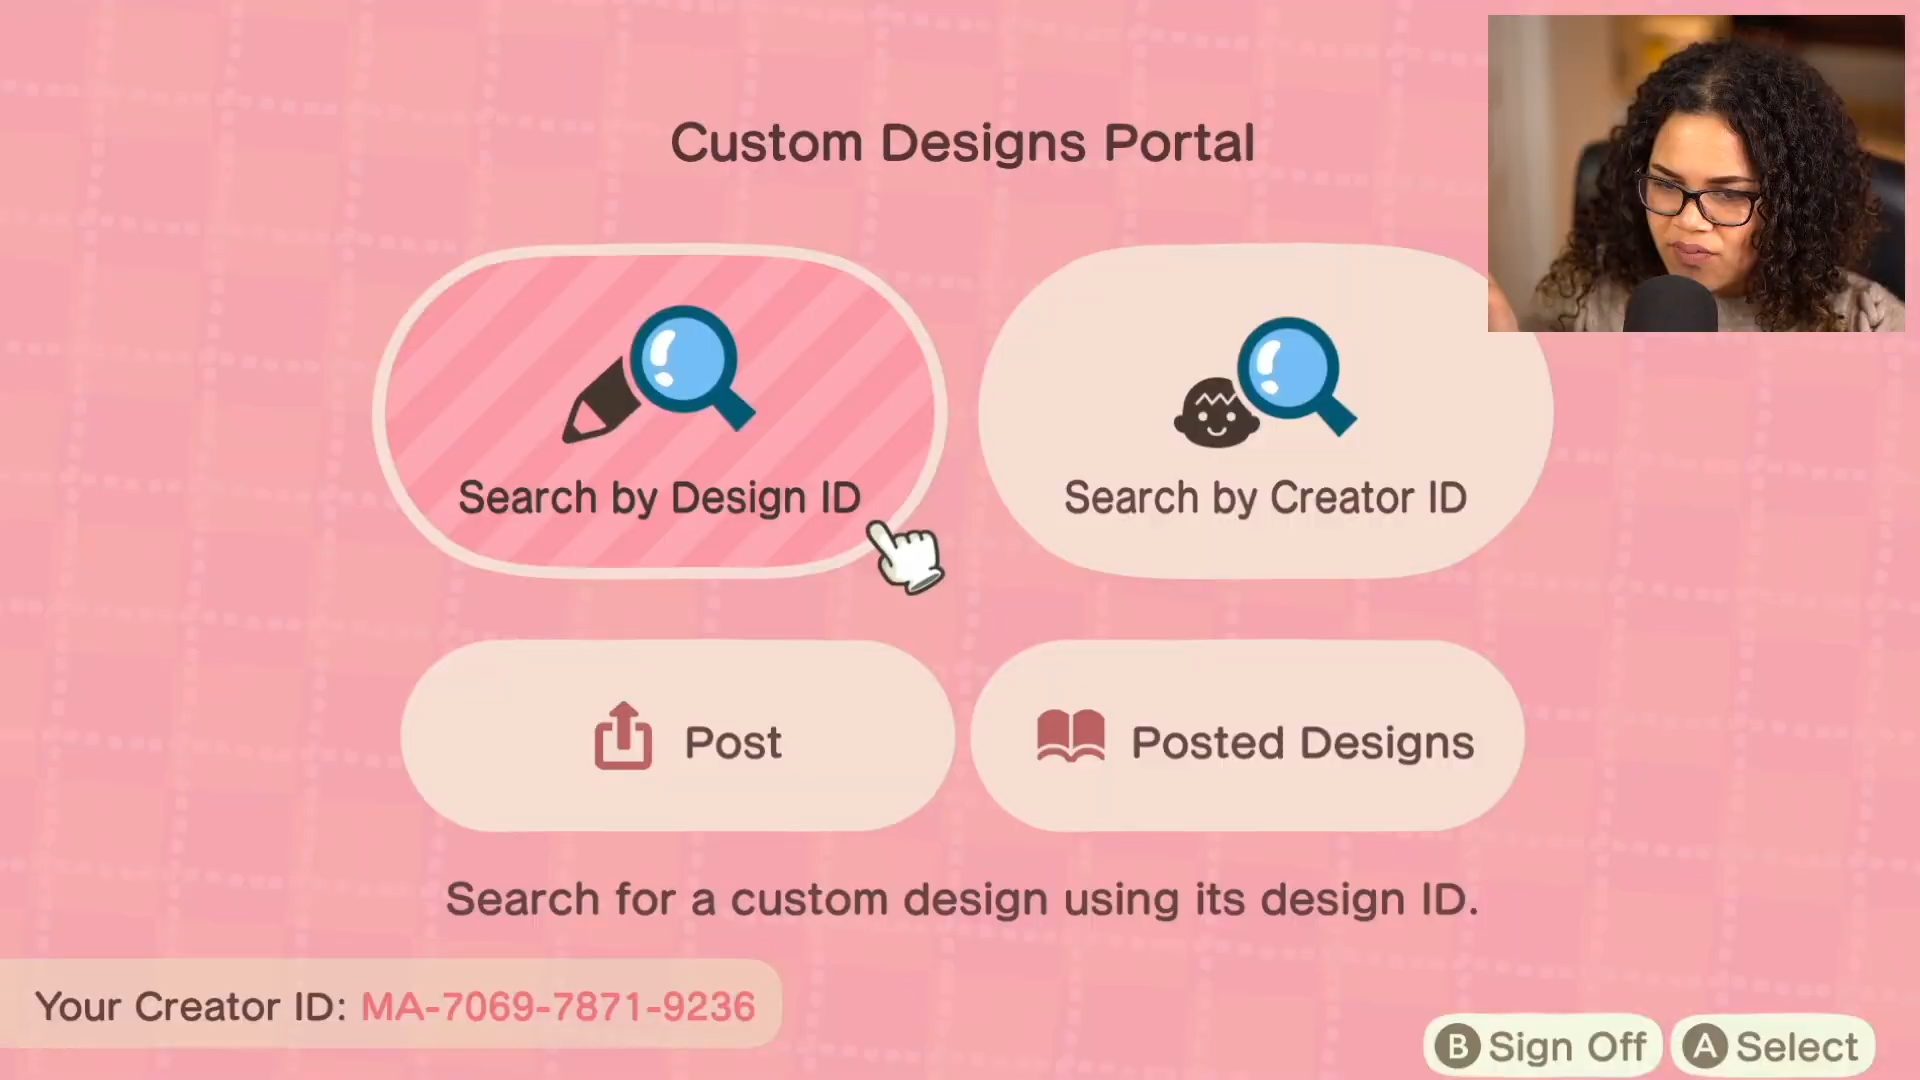 Custom Designs Portal
Search by Design ID
Search by Creator ID
Post
Posted Designs
Search for a custom design using its design ID.
Your Creator ID: MA-7069-7871-9236
B Sign Off
A Select